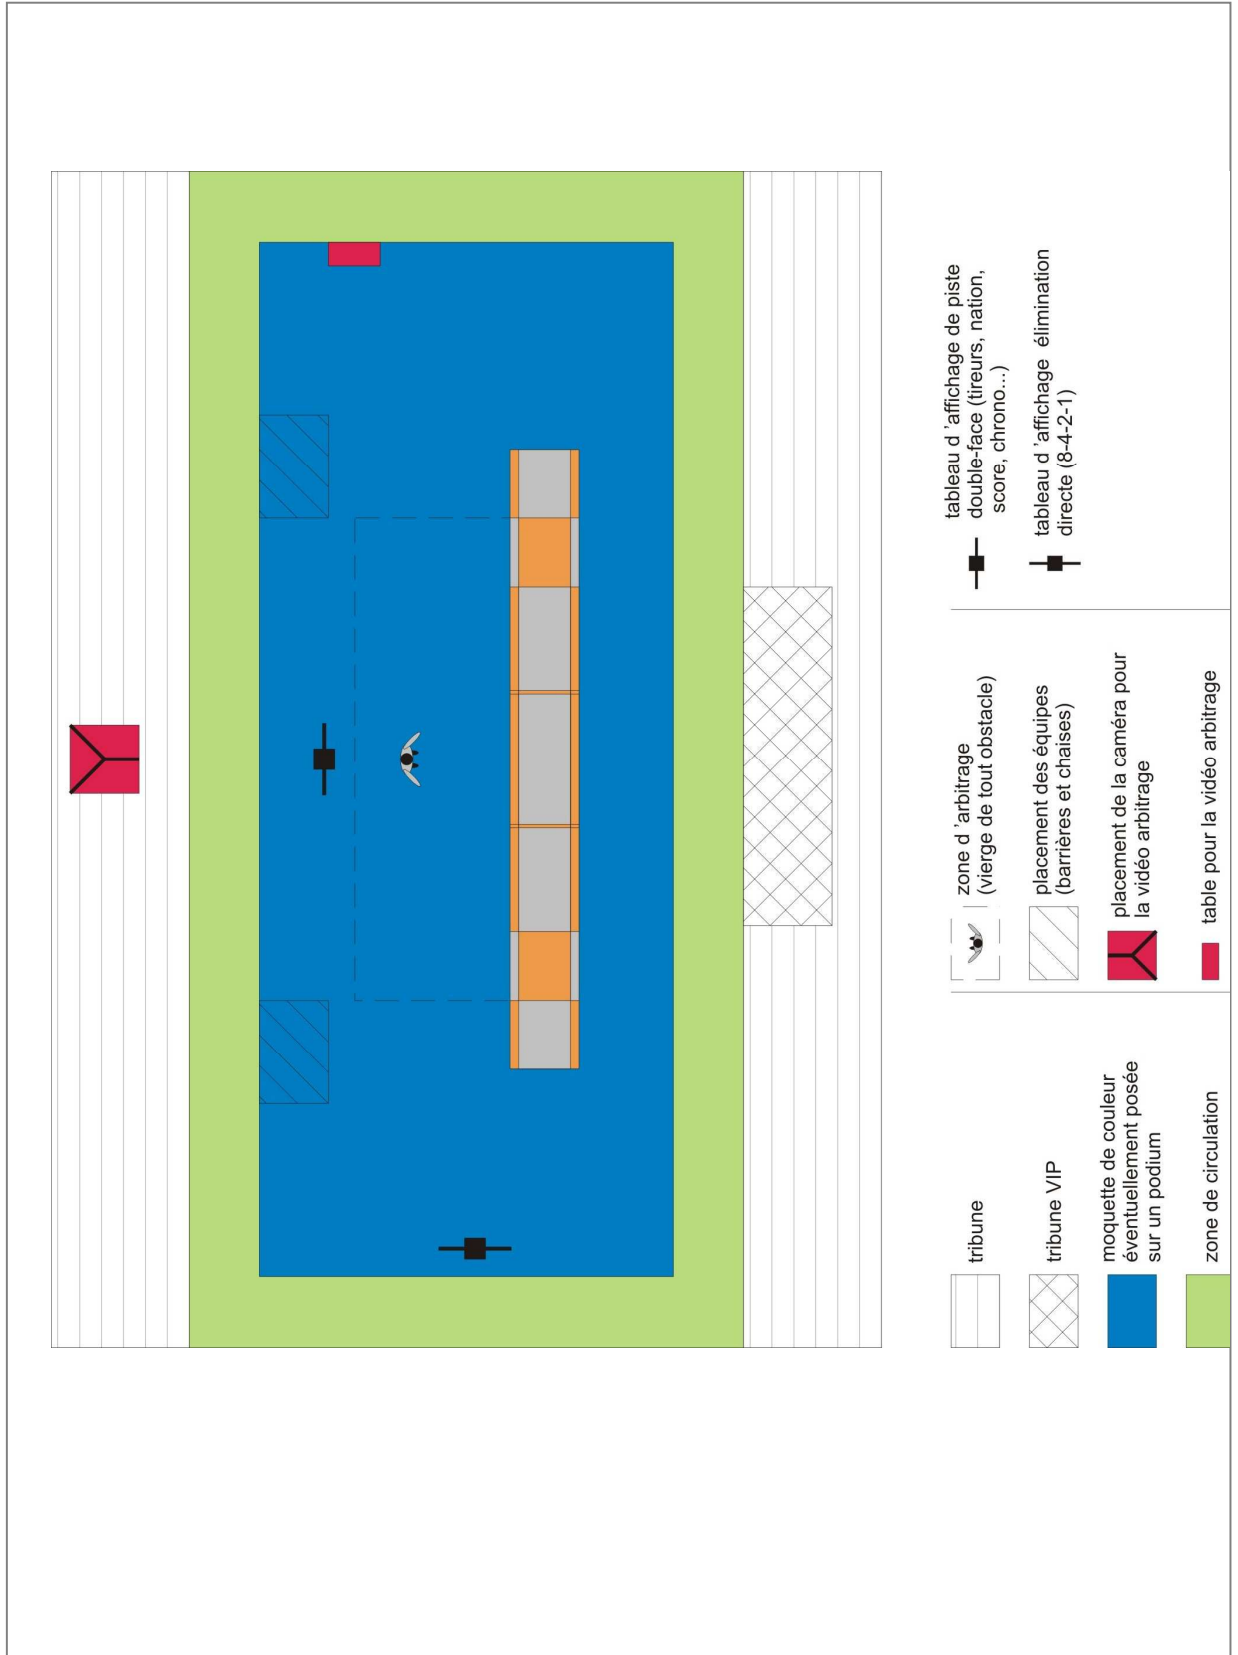 tribune
tribune VIP
moquette de couleur
éventuellement posée
sur un podium
zone de circulation
zone d 'arbitrage
(vierge de tout obstacle)
placement des équipes
(barrières et chaises)
placement de la caméra pour
la vidéo arbitrage
table pour la vidéo arbitrage
tableau d 'affichage de piste
double-face (tireurs, nation,
score, chrono...)
tableau d 'affichage élimination
directe (8-4-2-1)